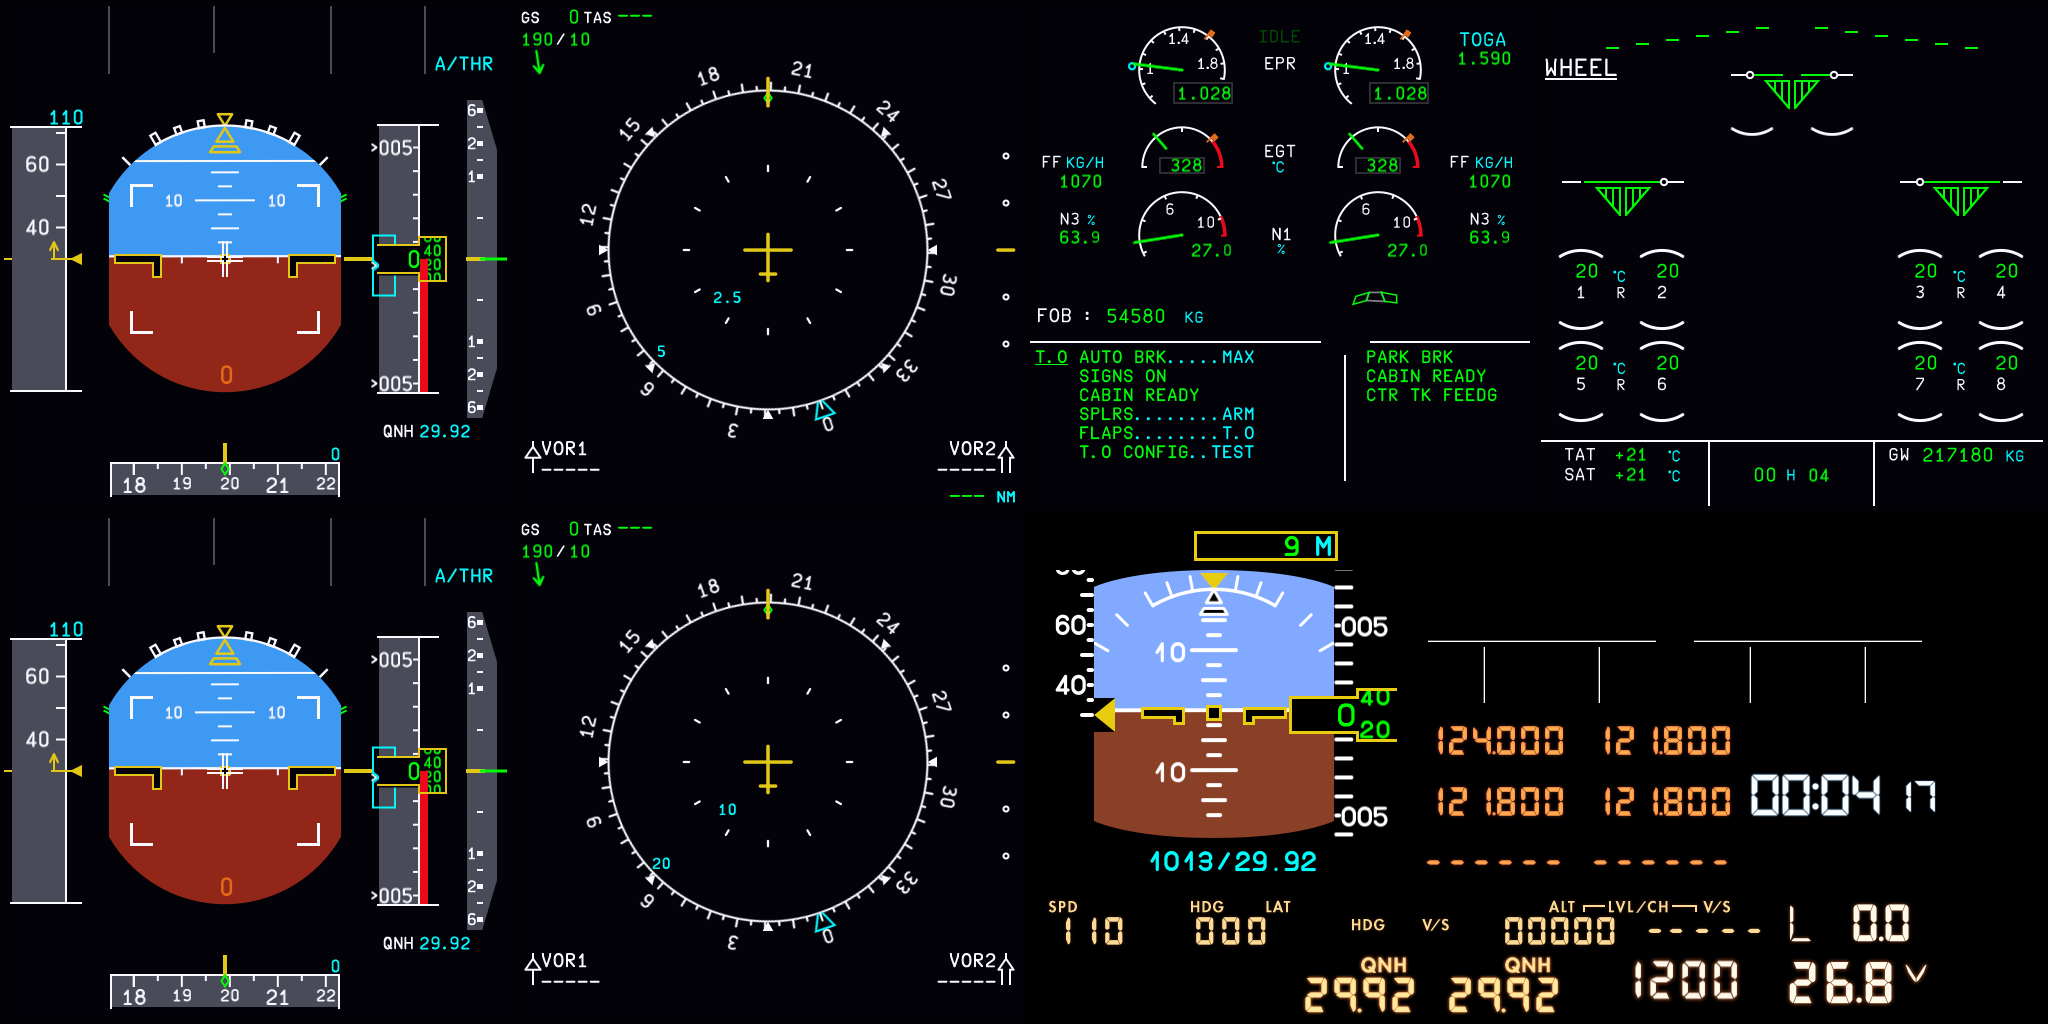 A/THR
110
60
40
10 10
0
>005
40
20
0
>005
6
2
1
1
2
6
QNH 29.92
0
18 19 20 21 22
GS 0 TAS ---
190/10
18 21 24 27 30 33 0 3 6 9 12 15
2.5
5
VOR1
-----
VOR2
-----
--- NM
1.4
1
1.8
1.028
IDLE
EPR
1.4
1
1.8
1.028
TOGA
1.590
328
EGT
°C
328
FF KG/H
1070
FF KG/H
1070
6
10
27.0
N1
%
6
10
27.0
N3 %
63.9
N3 %
63.9
FOB : 54580 KG
T.O AUTO BRK.....MAX
SIGNS ON
CABIN READY
SPLRS........ARM
FLAPS........T.O
T.O CONFIG..TEST
PARK BRK
CABIN READY
CTR TK FEEDG
WHEEL
20 °C 20
1 R 2
20 °C 20
3 R 4
20 °C 20
5 R 6
20 °C 20
7 R 8
TAT +21 °C
SAT +21 °C
00 H 04
GW 217180 KG
A/THR
110
60
40
10 10
0
>005
40
20
0
>005
6
2
1
1
2
6
QNH 29.92
0
18 19 20 21 22
GS 0 TAS ---
190/10
18 21 24 27 30 33 0 3 6 9 12 15
10
20
VOR1
-----
VOR2
-----
9 M
60
40
10
10
005
40
0
20
005
1013/29.92
124.000 121.800
121.800 121.800
00:04 17
------ ------
SPD HDG LAT
110 000
HDG V/S
ALT LVL/CH V/S
00000 -----
L 0.0
QNH QNH
29.92 29.92
1200
26.8 V